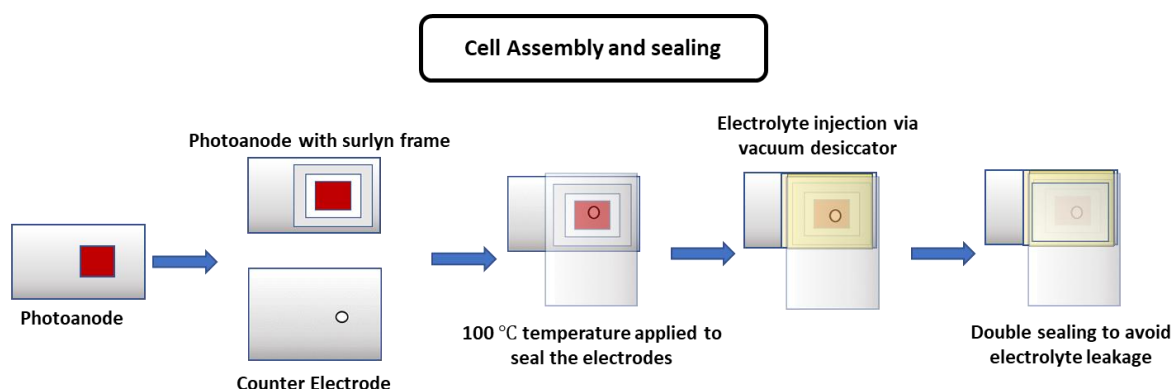 Cell Assembly and sealing
Photoanode with surlyn frame
Electrolyte injection via
vacuum desiccator
Photoanode
Counter Electrode
100 ℃ temperature applied to
seal the electrodes
Double sealing to avoid
electrolyte leakage